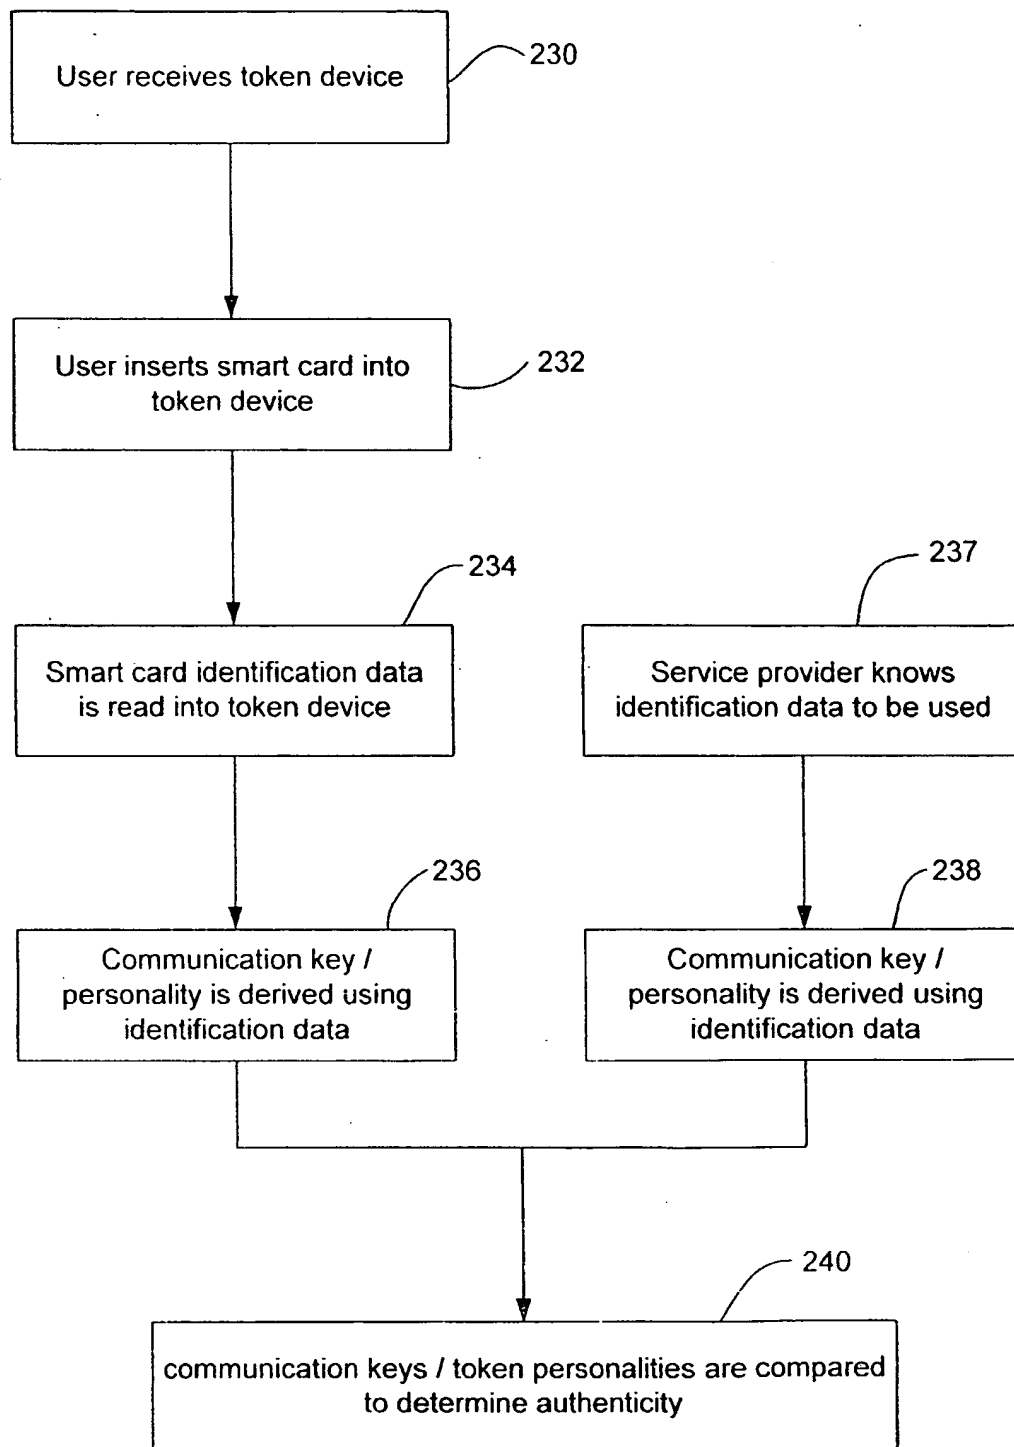 User receives token device
230
User inserts smart card into
token device
232
234
Smart card identification data
is read into token device
237
Service provider knows
identification data to be used
236
Communication key /
personality is derived using
identification data
238
Communication key /
personality is derived using
identification data
240
communication keys / token personalities are compared
to determine authenticity